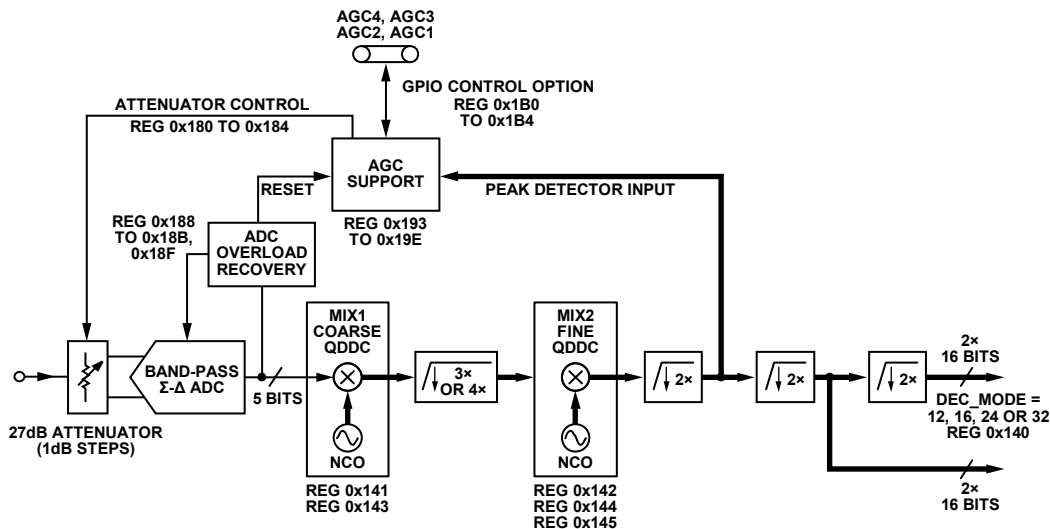 AGC4, AGC3
AGC2, AGC1
GPIO CONTROL OPTION
REG 0x1B0
TO 0x1B4
ATTENUATOR CONTROL
REG 0x180 TO 0x184
AGC
SUPPORT
RESET
PEAK DETECTOR INPUT
REG 0x193
TO 0x19E
REG 0x188
TO 0x18B,
0x18F
ADC
OVERLOAD
RECOVERY
MIX1
COARSE
QDDC
MIX2
FINE
QDDC
BAND-PASS
Σ-Δ ADC
5 BITS
3×
OR 4×
2×
2×
2×
2×
16 BITS
DEC_MODE =
12, 16, 24 OR 32
REG 0x140
27dB ATTENUATOR
(1dB STEPS)
NCO
NCO
REG 0x141
REG 0x143
REG 0x142
REG 0x144
REG 0x145
2×
16 BITS